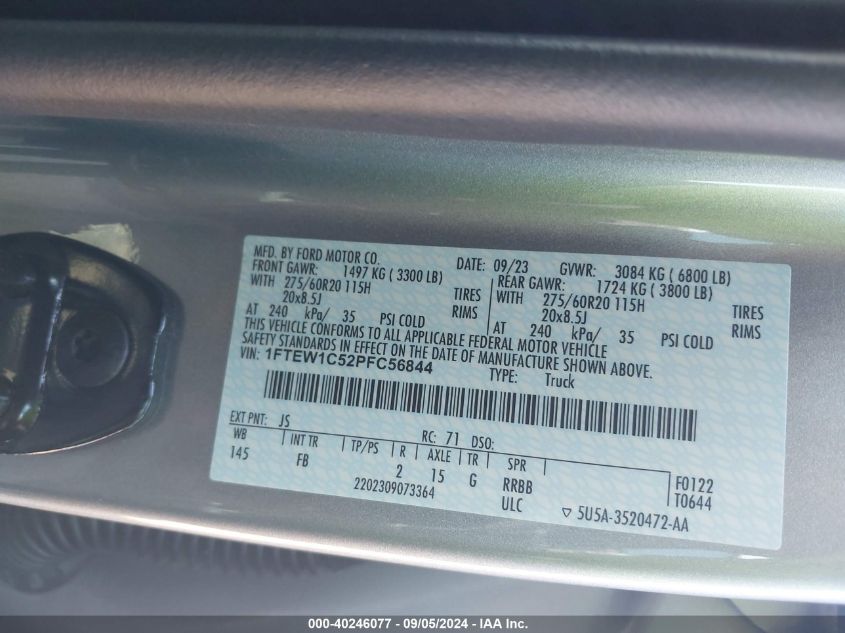 MFD. BY FORD MOTOR CO. DATE: 09/23 GVWR: 3084 KG ( 6800 LB)
FRONT GAWR: 1497 KG ( 3300 LB) REAR GAWR: 1724 KG ( 3800 LB)
WITH 275/60R20 115H TIRES WITH 275/60R20 115H TIRES
20x8.5J RIMS 20x8.5J RIMS
AT 240 kPa/ 35 PSI COLD AT 240 kPa/ 35 PSI COLD
THIS VEHICLE CONFORMS TO ALL APPLICABLE FEDERAL MOTOR VEHICLE
SAFETY STANDARDS IN EFFECT ON THE DATE OF MANUFACTURE SHOWN ABOVE.
VIN: 1FTEW1C52PFC56844 TYPE: Truck
EXT PNT: JS RC: 71 DSO:
WB INT TR TP/PS R AXLE TR SPR
145 FB 2 15 G RRBB F0122
2202309073364 ULC T0644
▽ 5U5A-3520472-AA
000-40246077 - 09/05/2024 - IAA Inc.